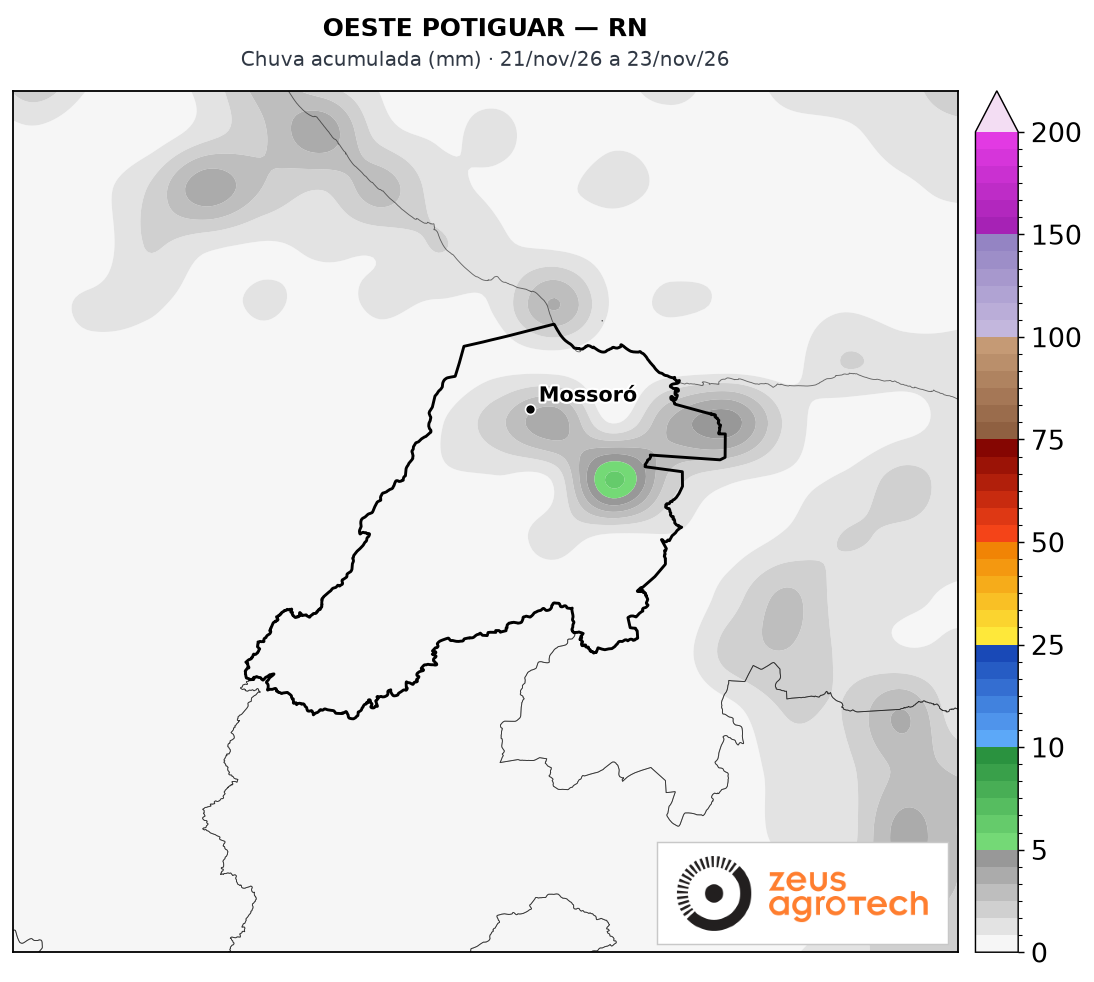 OESTE POTIGUAR — RN
Chuva acumulada (mm) · 21/nov/26 a 23/nov/26
Mossoró
200
150
100
75
50
25
10
5
0
zeus
agrotech